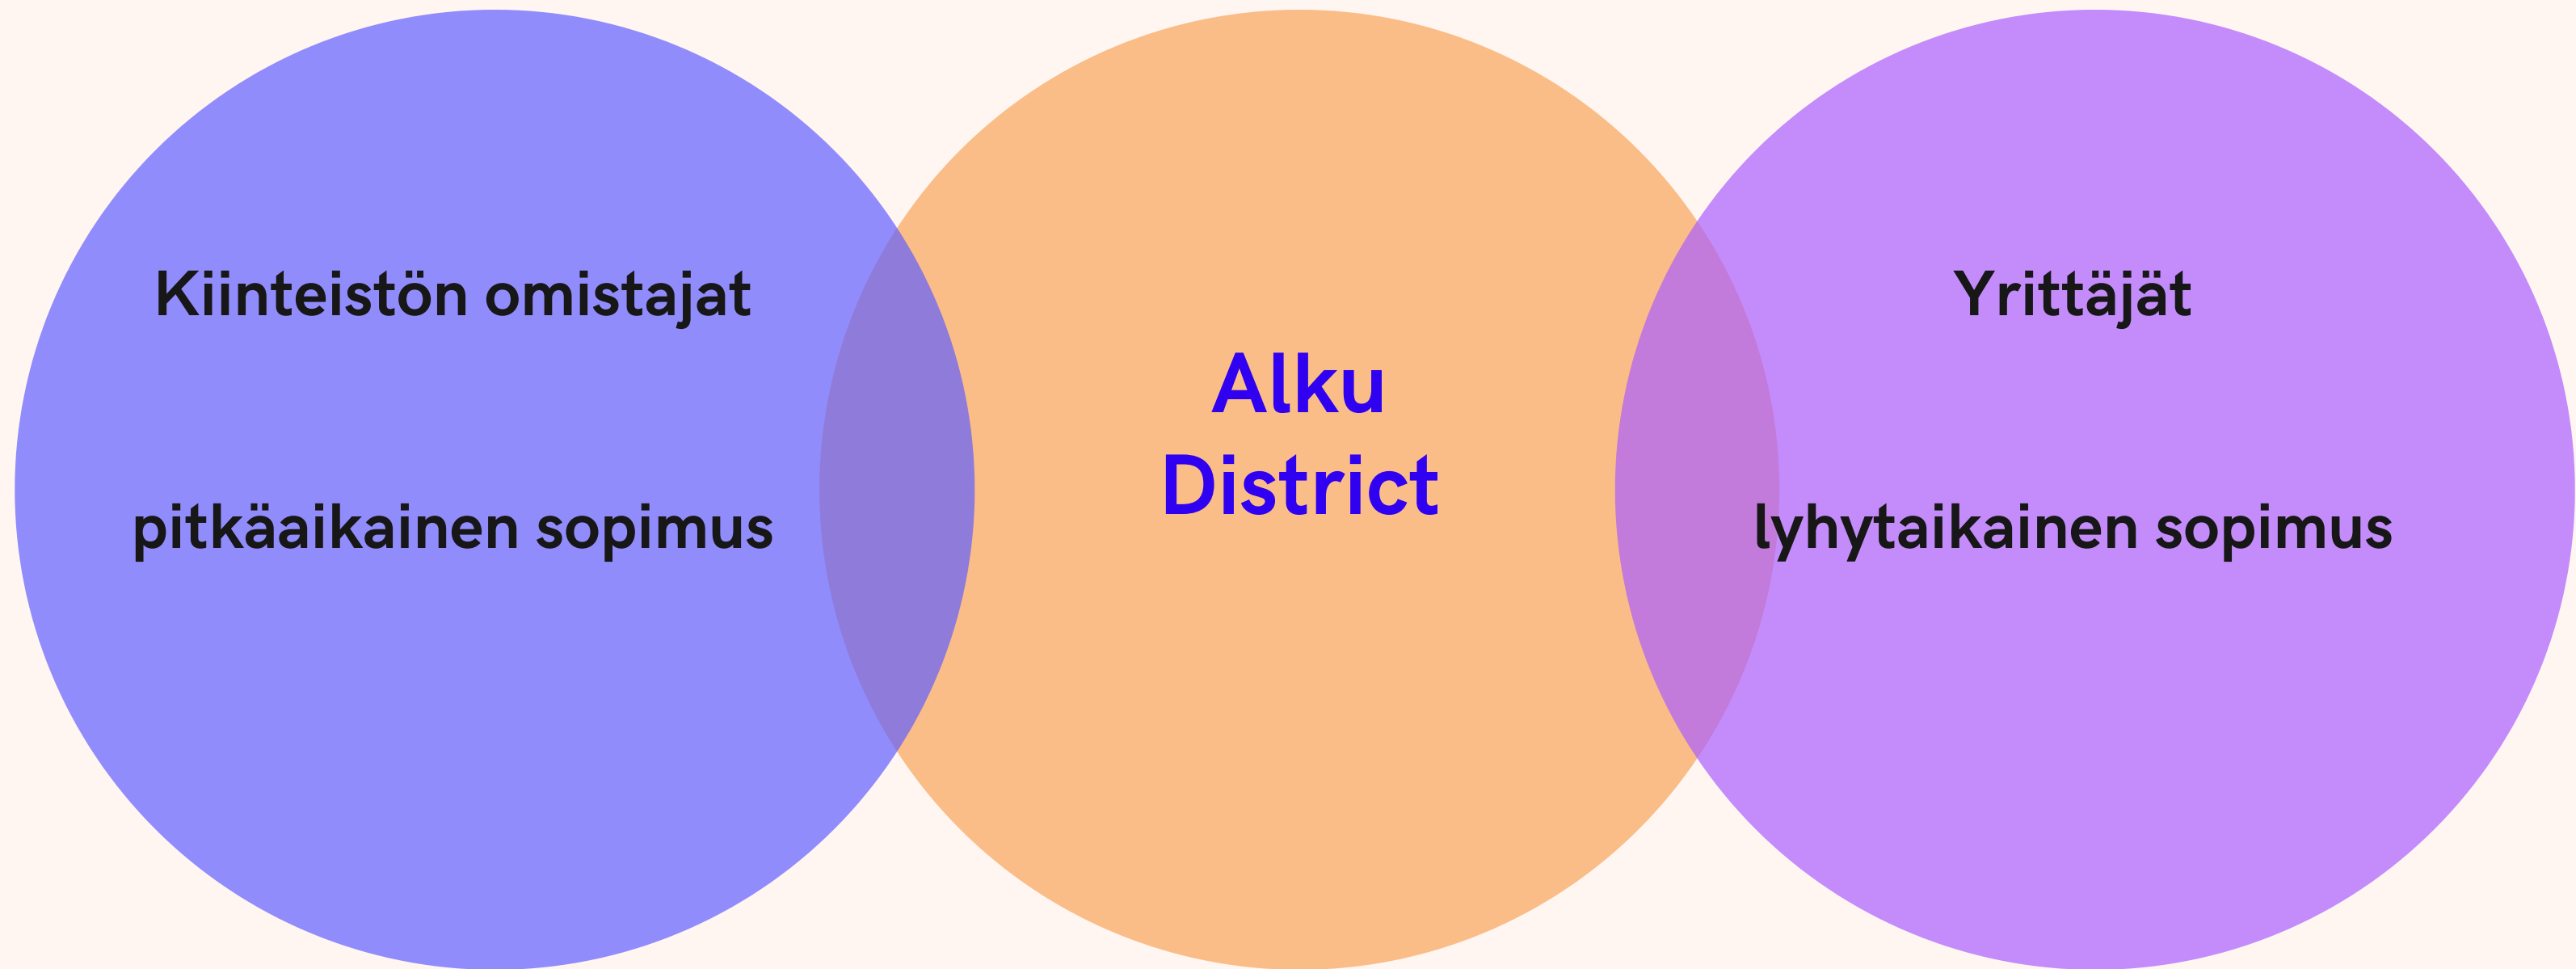 Kiinteistön omistajat
pitkäaikainen sopimus
Alku
District
Yrittäjät
lyhytaikainen sopimus